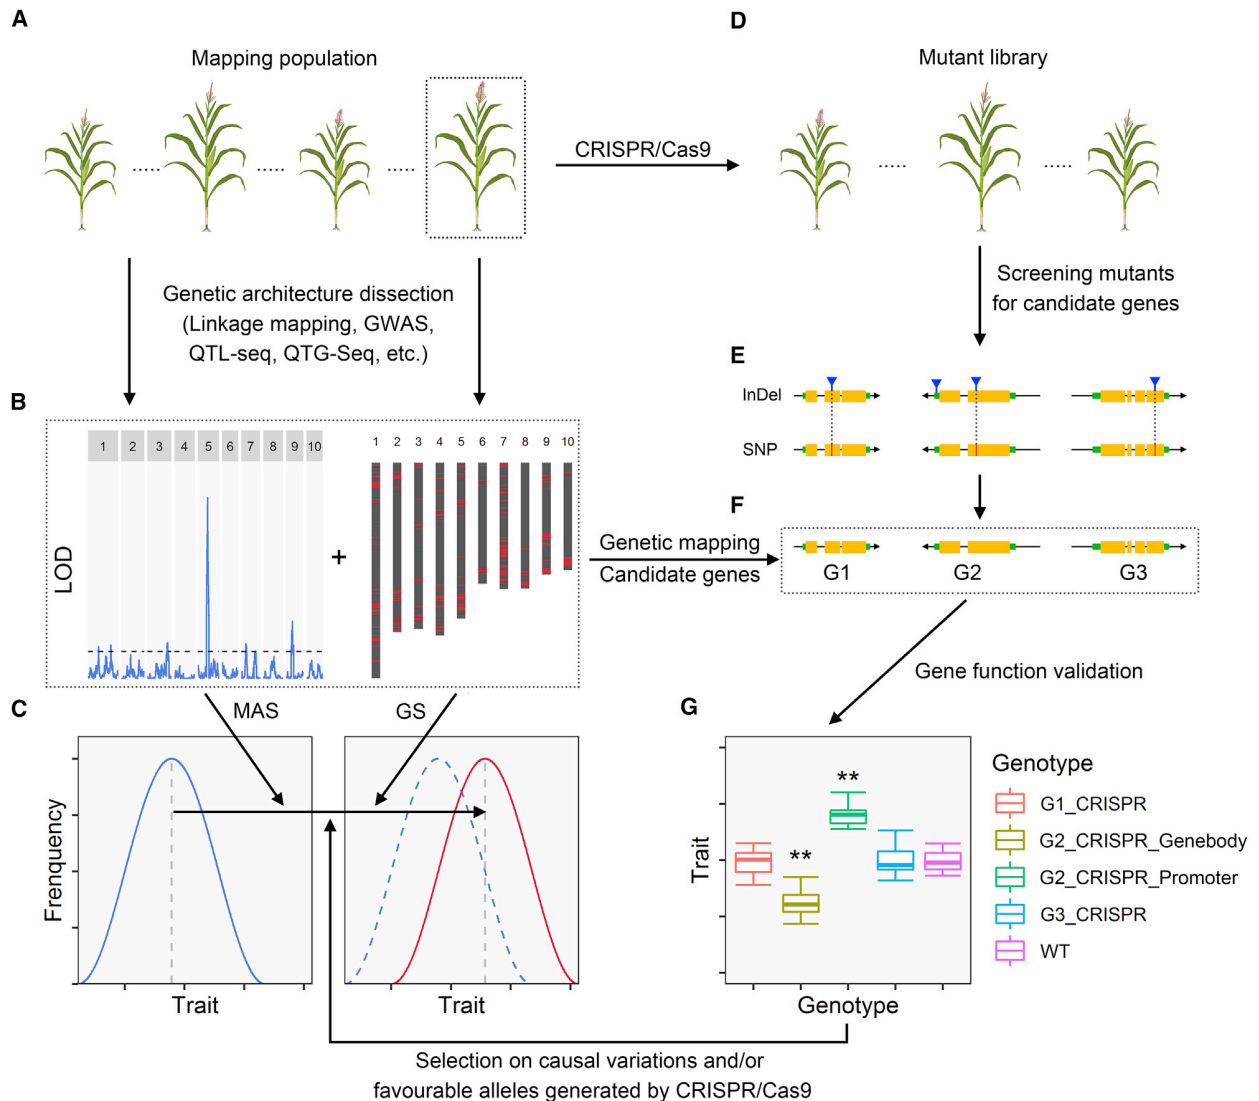 A
Mapping population
CRISPR/Cas9
D
Mutant library
Genetic architecture dissection
(Linkage mapping, GWAS,
QTL-seq, QTG-Seq, etc.)
Screening mutants
for candidate genes
B
1 2 3 4 5 6 7 8 9 10
LOD
+
1 2 3 4 5 6 7 8 9 10
E
InDel
SNP
Genetic mapping
Candidate genes
F
G1 G2 G3
Gene function validation
C
MAS
GS
Frenquency
Trait
Trait
G
Trait
**
**
Genotype
Genotype
G1_CRISPR
G2_CRISPR_Genebody
G2_CRISPR_Promoter
G3_CRISPR
WT
Selection on causal variations and/or
favourable alleles generated by CRISPR/Cas9